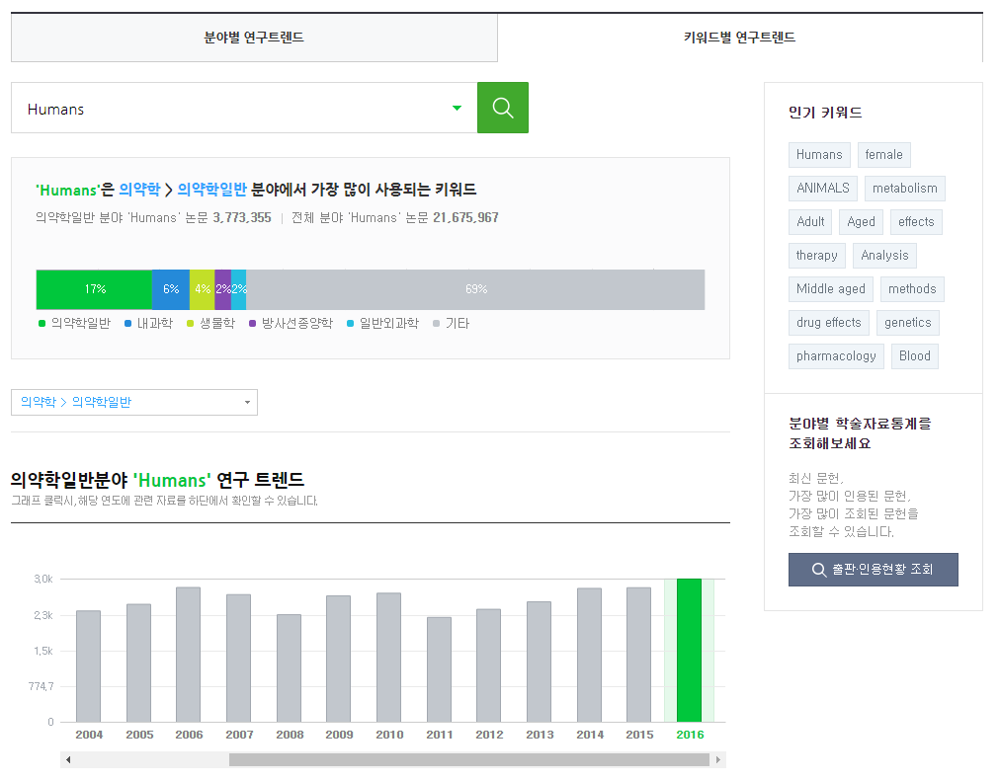 분야별 연구트렌드
키워드별 연구트렌드
Humans
'Humans'은 의약학 > 의약학일반 분야에서 가장 많이 사용되는 키워드
의약학일반 분야 'Humans' 논문 3,773,355 | 전체 분야 'Humans' 논문 21,675,967
17% 6% 4% 2% 2% 69%
의약학일반 내과학 생물학 방사선종양학 일반외과학 기타
의약학 > 의약학일반
의약학일반분야 'Humans' 연구 트렌드
그래프 클릭시, 해당 연도에 관련 자료를 하단에서 확인할 수 있습니다.
3,0k
2,3k
1,5k
774,7
0
2004 2005 2006 2007 2008 2009 2010 2011 2012 2013 2014 2015 2016
인기 키워드
Humans female
ANIMALS metabolism
Adult Aged effects
therapy Analysis
Middle aged methods
drug effects genetics
pharmacology Blood
분야별 학술자료통계를
조회해보세요
최신 문헌,
가장 많이 인용된 문헌,
가장 많이 조회된 문헌을
조회할 수 있습니다.
출판·인용현황 조회